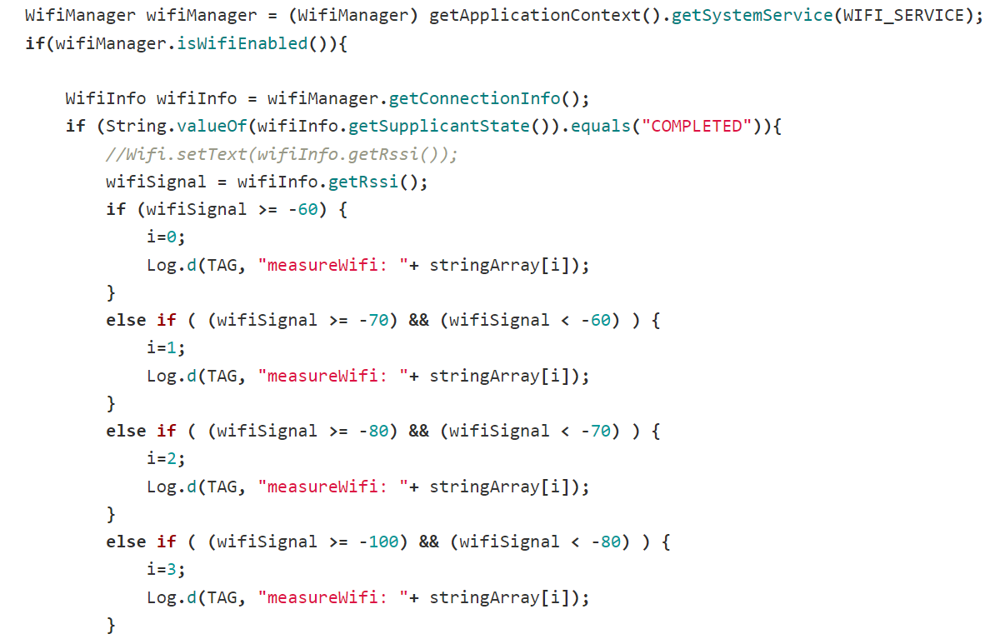 WifiManager wifiManager = (WifiManager) getApplicationContext().getSystemService(WIFI_SERVICE);
if(wifiManager.isWifiEnabled()){

    WifiInfo wifiInfo = wifiManager.getConnectionInfo();
    if (String.valueOf(wifiInfo.getSupplicantState()).equals("COMPLETED")){
        //Wifi.setText(wifiInfo.getRssi());
        wifiSignal = wifiInfo.getRssi();
        if (wifiSignal >= -60) {
            i=0;
            Log.d(TAG, "measureWifi: "+ stringArray[i]);
        }
        else if ( (wifiSignal >= -70) && (wifiSignal < -60) ) {
            i=1;
            Log.d(TAG, "measureWifi: "+ stringArray[i]);
        }
        else if ( (wifiSignal >= -80) && (wifiSignal < -70) ) {
            i=2;
            Log.d(TAG, "measureWifi: "+ stringArray[i]);
        }
        else if ( (wifiSignal >= -100) && (wifiSignal < -80) ) {
            i=3;
            Log.d(TAG, "measureWifi: "+ stringArray[i]);
        }